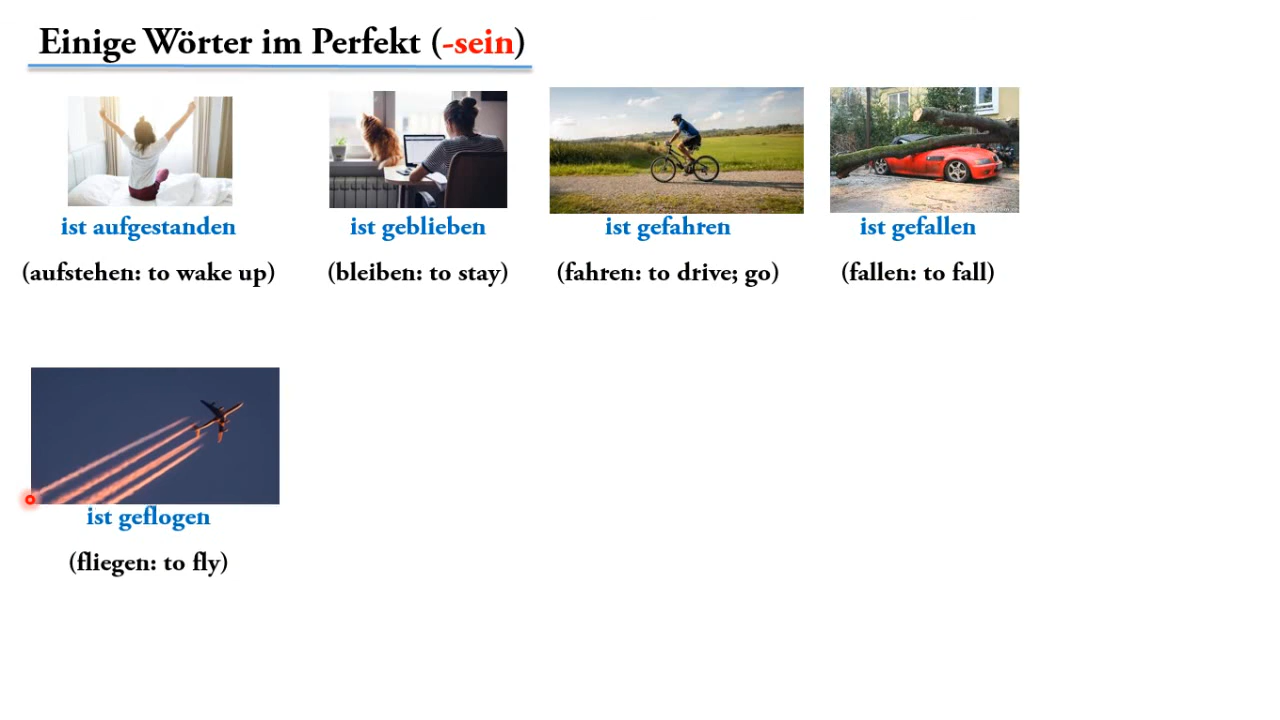 Einige Wörter im Perfekt (-sein)
ist aufgestanden
(aufstehen: to wake up)
ist geblieben
(bleiben: to stay)
ist gefahren
(fahren: to drive; go)
ist gefallen
(fallen: to fall)
ist geflogen
(fliegen: to fly)